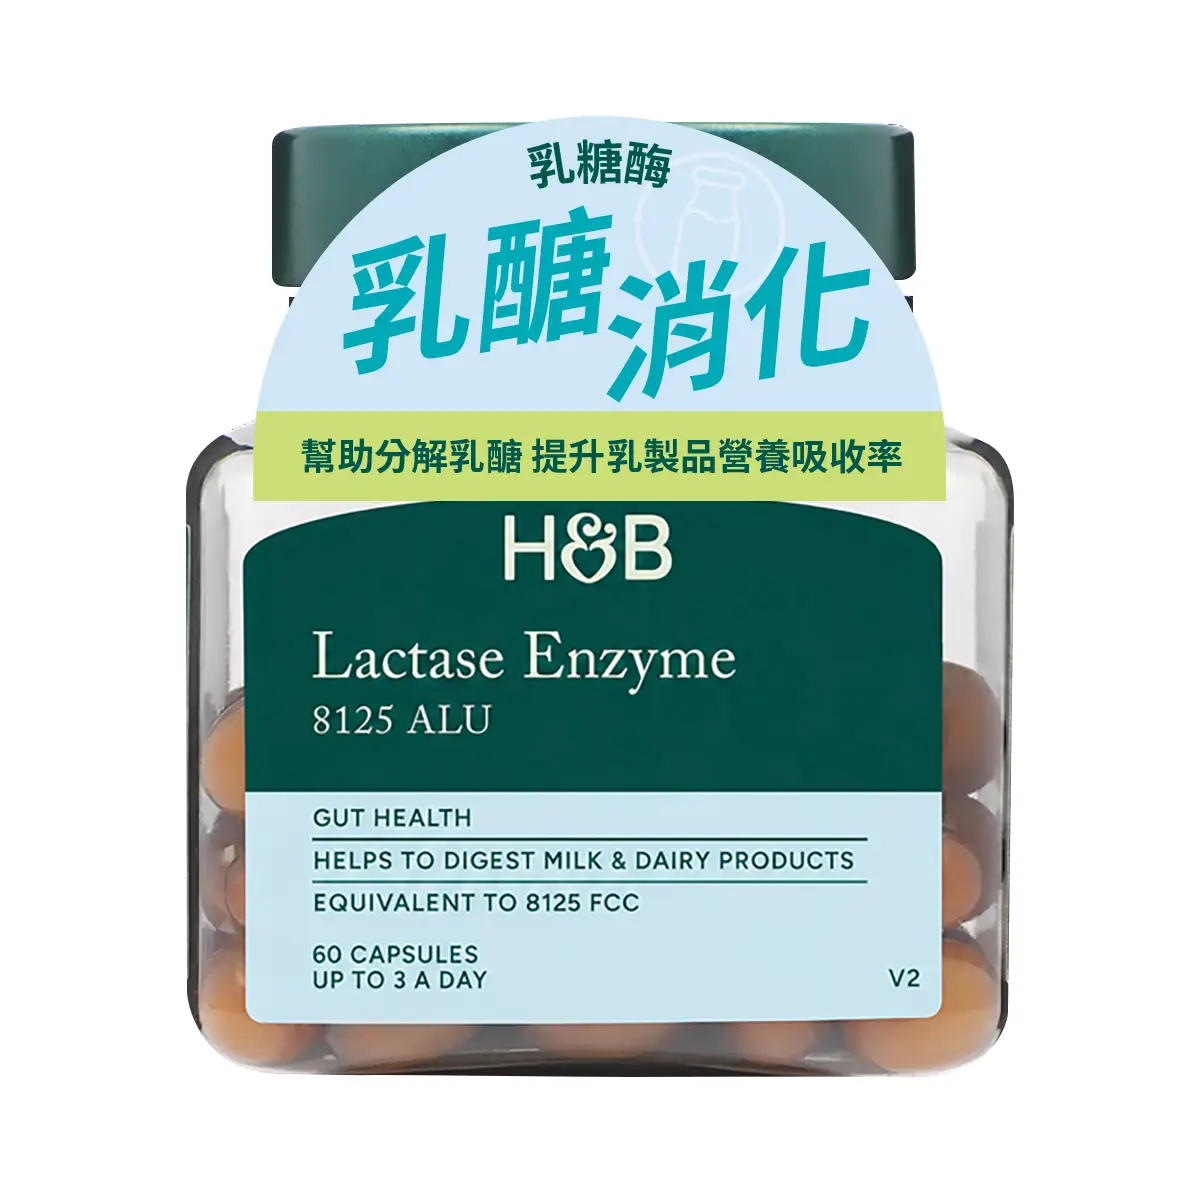 乳糖酶
乳醣消化
幫助分解乳醣 提升乳製品營養吸收率
H&B
Lactase Enzyme
8125 ALU
GUT HEALTH
HELPS TO DIGEST MILK & DAIRY PRODUCTS
EQUIVALENT TO 8125 FCC
60 CAPSULES
UP TO 3 A DAY
V2